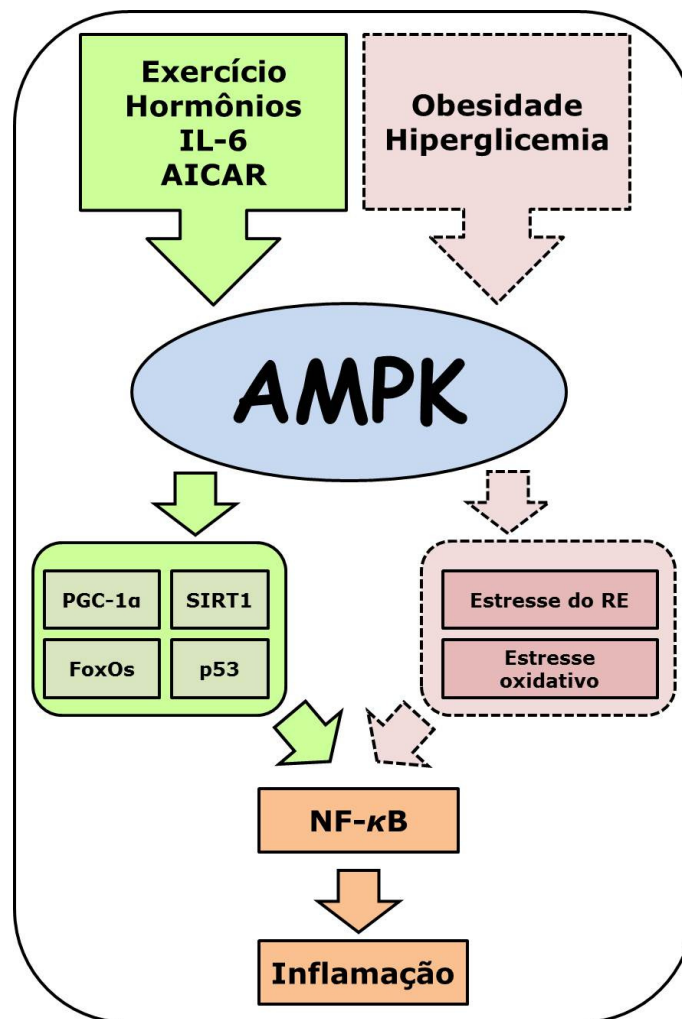 Exercício
Hormônios
IL-6
AICAR
Obesidade
Hiperglicemia
AMPK
PGC-1α
SIRT1
FoxOs
p53
Estresse do RE
Estresse
oxidativo
NF-κB
Inflamação